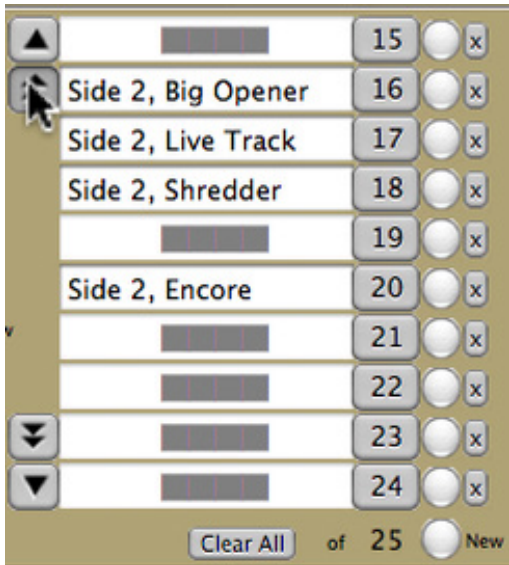 15 x
Side 2, Big Opener 16 x
Side 2, Live Track 17 x
Side 2, Shredder 18 x
19 x
Side 2, Encore 20 x
21 x
22 x
23 x
24 x
Clear All of 25 New